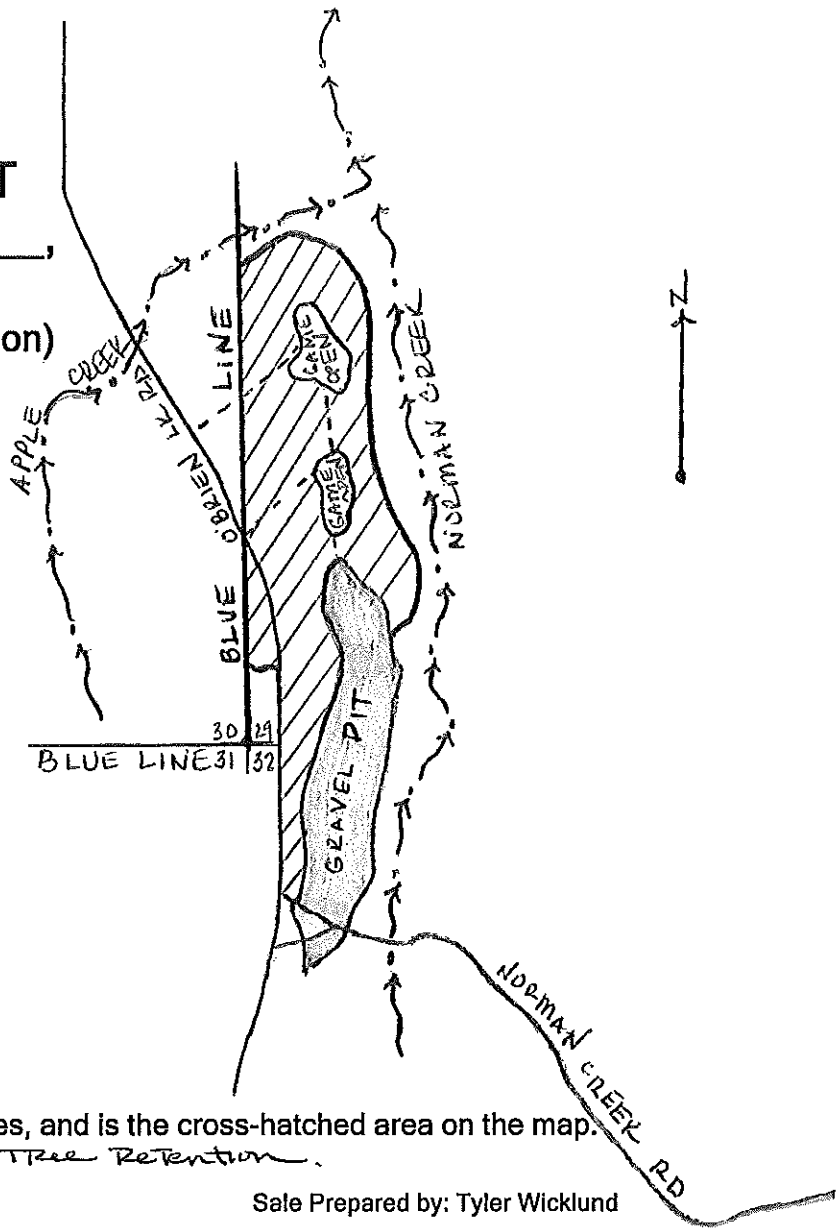 T
,
on)
LINE
GAME
OPEN
CREEK
APPLE
O'BRIEN LK RD
NORMAN CREEK
N
GAME
OPEN
BLUE
30 29
BLUE LINE 31 32
GRAVEL PIT
NORMAN CREEK RD
es, and is the cross-hatched area on the map.
Tree Retention.
Sale Prepared by: Tyler Wicklund